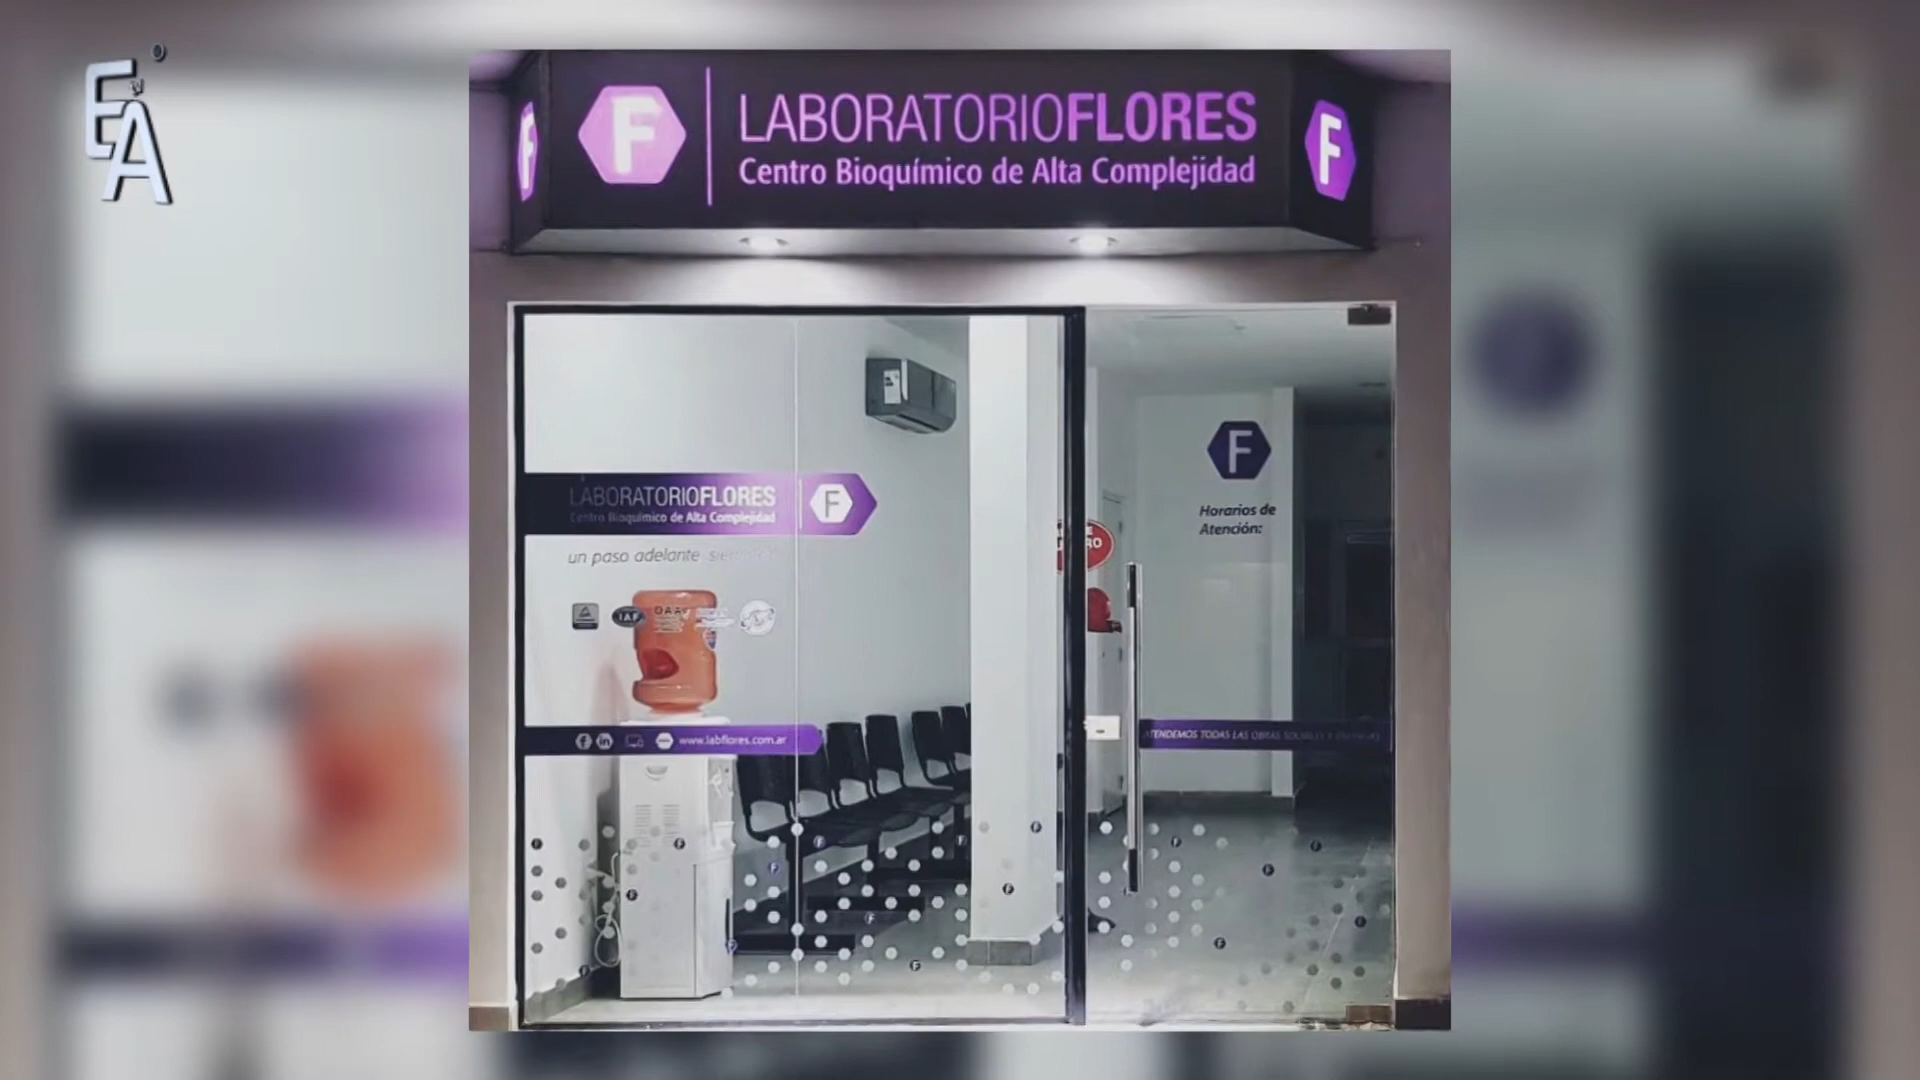 EA
F
F
LABORATORIOFLORES
F
Centro Bioquímico de Alta Complejidad
LABORATORIOFLORES
F
Centro Bioquímico de Alta Complejidad
un paso adelante
IAF
OAA
www.labflores.com.ar
F
Horarios de
Atención:
ATENDEMOS TODAS LAS OBRAS SOCIALES Y